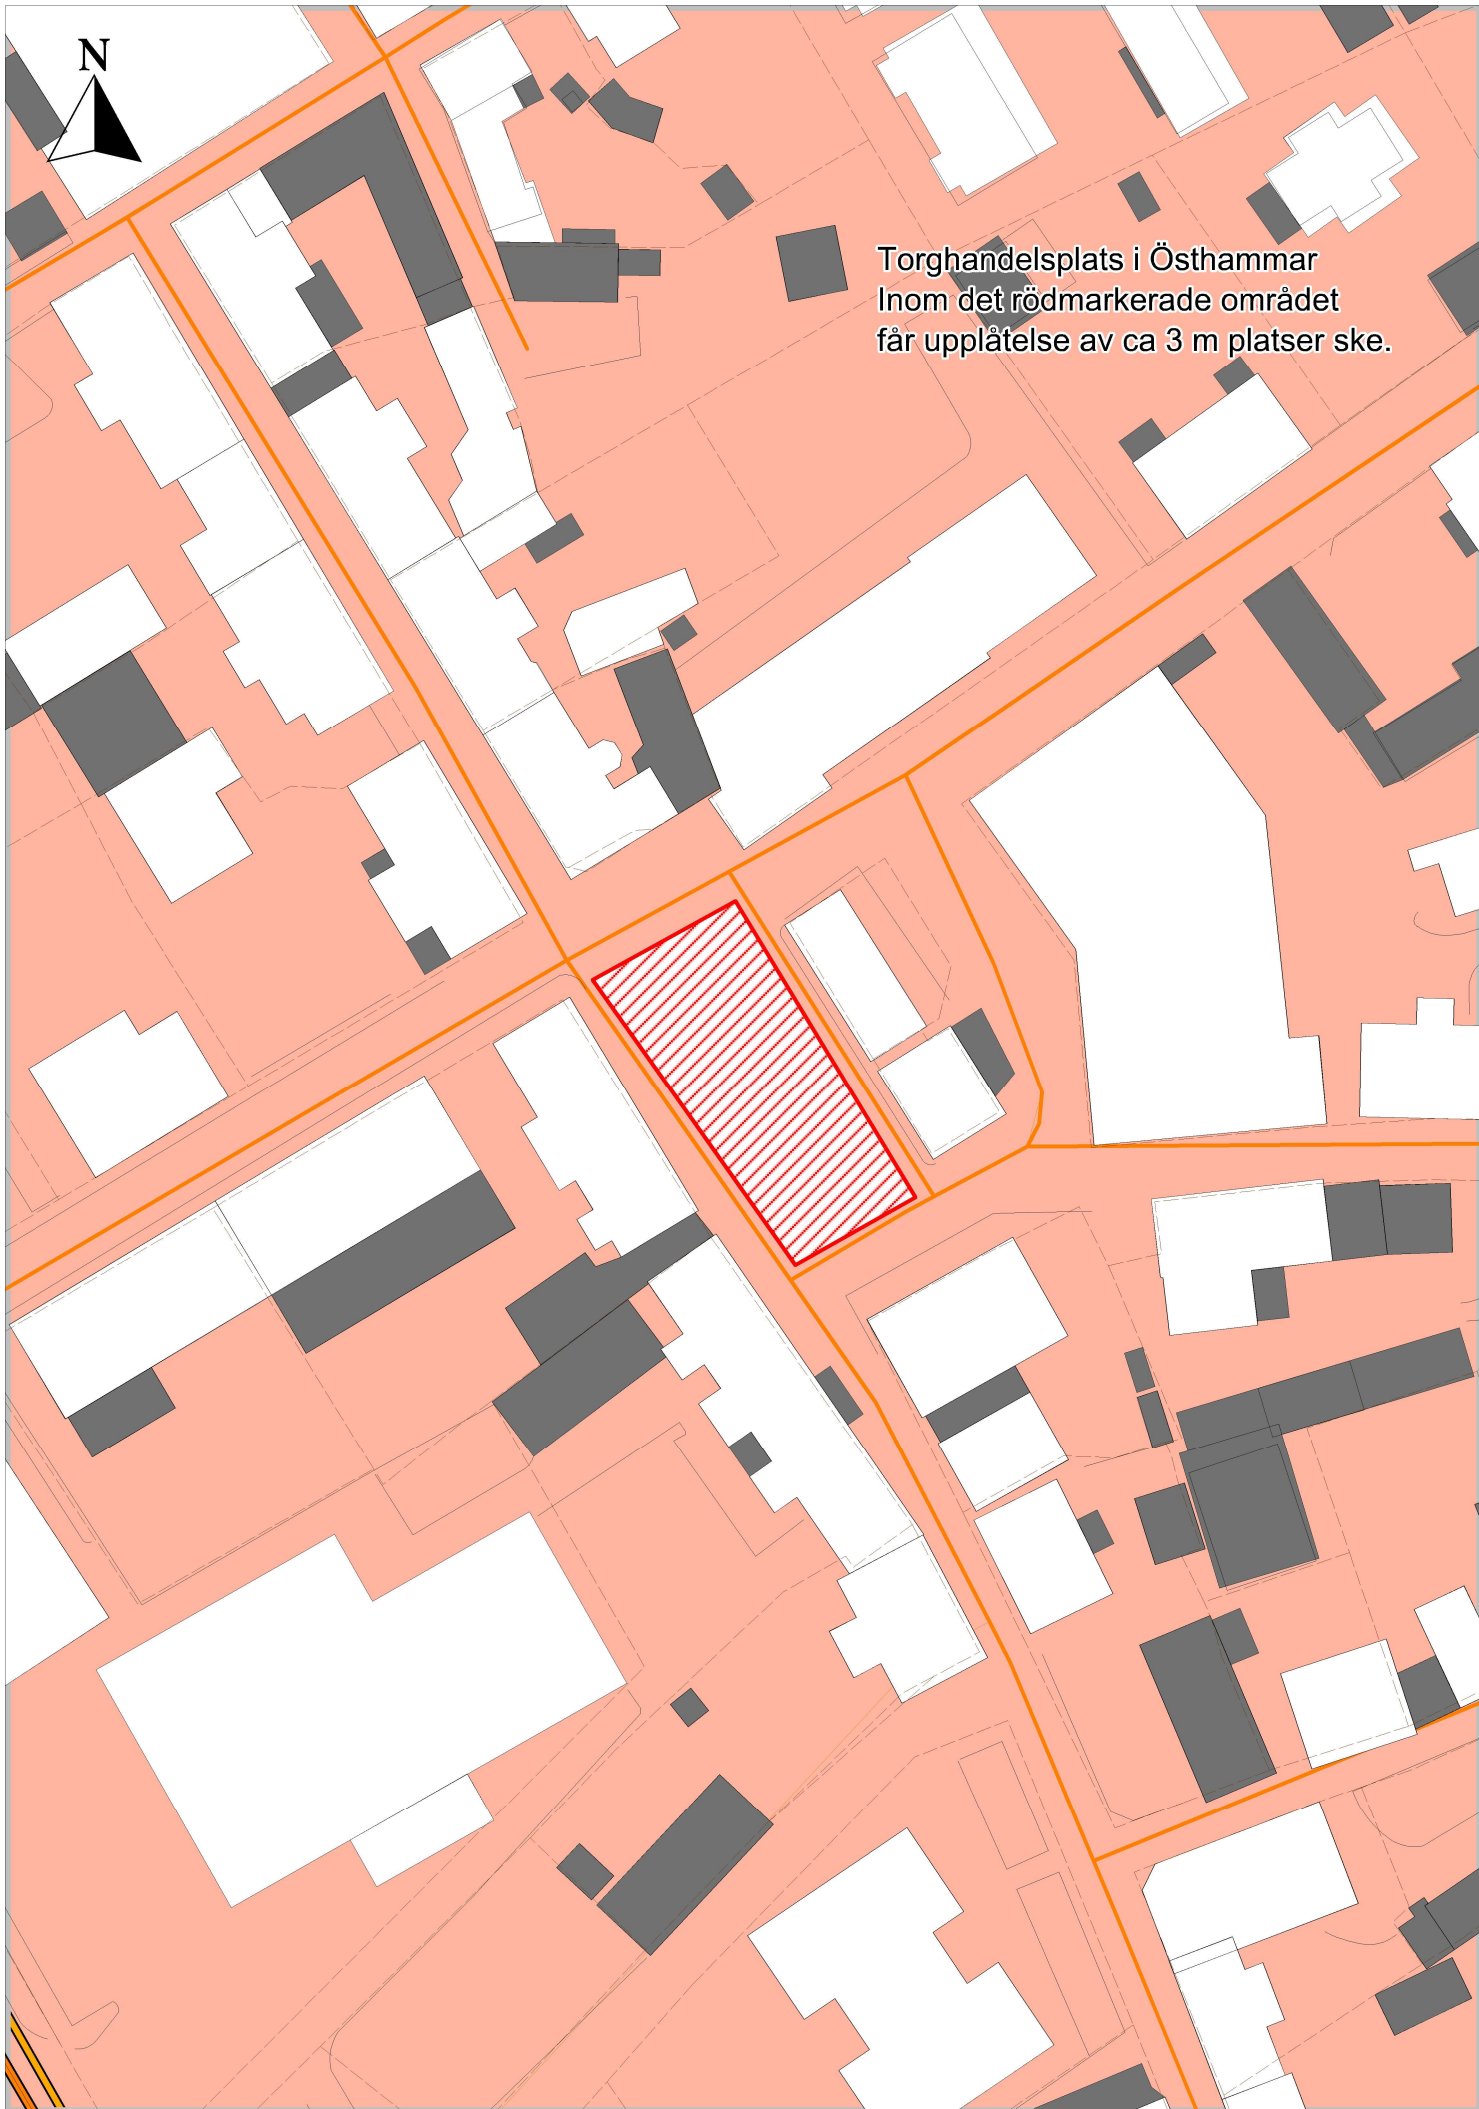 N
Torghandelsplats i Östhammar
Inom det rödmarkerade området
får upplåtelse av ca 3 m platser ske.